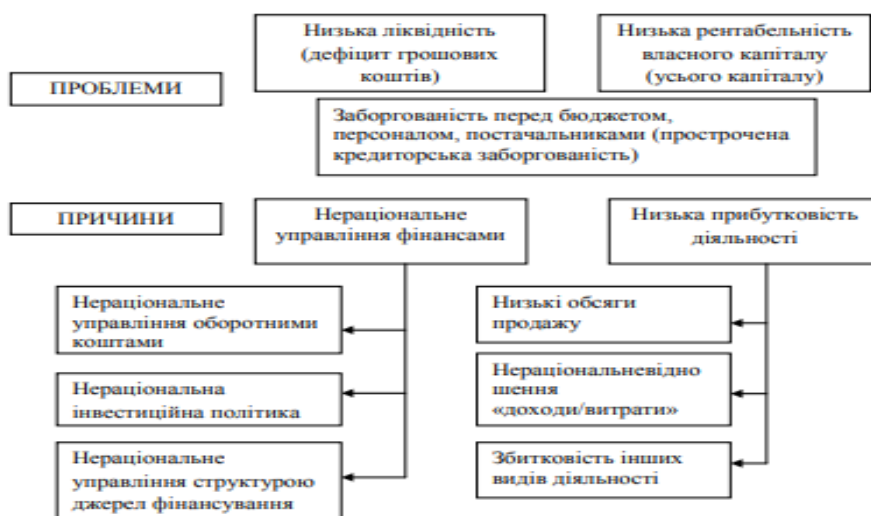 Низька ліквідність
(дефіцит грошових
коштів)
Низька рентабельність
власного капіталу
(усього капіталу)
ПРОБЛЕМИ
Заборгованість перед бюджетом,
персоналом, постачальниками (прострочена
кредиторська заборгованість)
ПРИЧИНИ
Нераціональне
управління фінансами
Низька прибутковість
діяльності
Нераціональне
управління оборотними
коштами
Нераціональна
інвестиційна політика
Нераціональне
управління структурою
джерел фінансування
Низькі обсяги
продажу
Нераціональневідно
шення
«доходи/витрати»
Збитковість інших
видів діяльності